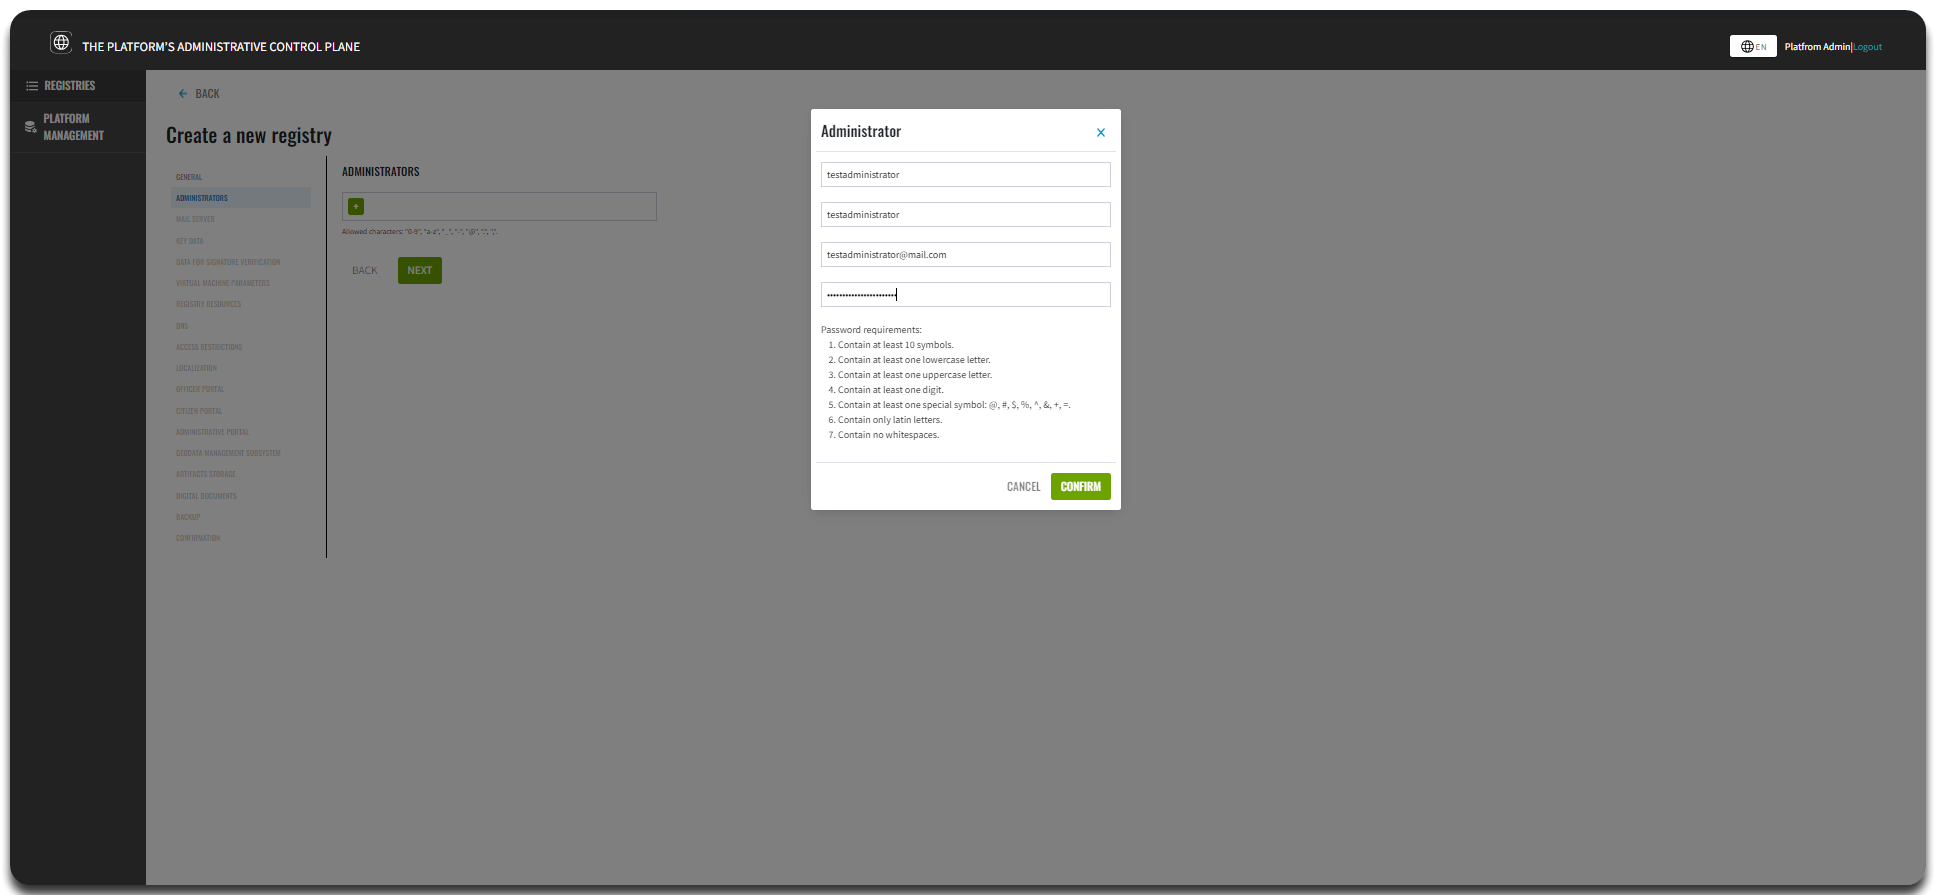 THE PLATFORM'S ADMINISTRATIVE CONTROL PLANE
EN
Platfrom Admin|Logout
REGISTRIES
PLATFORM
MANAGEMENT
BACK
Create a new registry
GENERAL
ADMINISTRATORS
MAIL SERVER
KEY DATA
DATA FOR SIGNATURE VERIFICATION
VIRTUAL MACHINE PARAMETERS
REGISTRY RESOURCES
DNS
ACCESS RESTRICTIONS
LOCALIZATION
OFFICER PORTAL
CITIZEN PORTAL
ADMINISTRATIVE PORTAL
GEODATA MANAGEMENT SUBSYSTEM
ARTIFACTS STORAGE
DIGITAL DOCUMENTS
BACKUP
CONFIRMATION
ADMINISTRATORS
+
Allowed characters: "0-9", "a-z", "_", "-", "@", ".", ",".
BACK
NEXT
Administrator
testadministrator
testadministrator
testadministrator@mail.com
Password requirements:
1. Contain at least 10 symbols.
2. Contain at least one lowercase letter.
3. Contain at least one uppercase letter.
4. Contain at least one digit.
5. Contain at least one special symbol: @, #, $, %, ^, &, +, =.
6. Contain only latin letters.
7. Contain no whitespaces.
CANCEL
CONFIRM